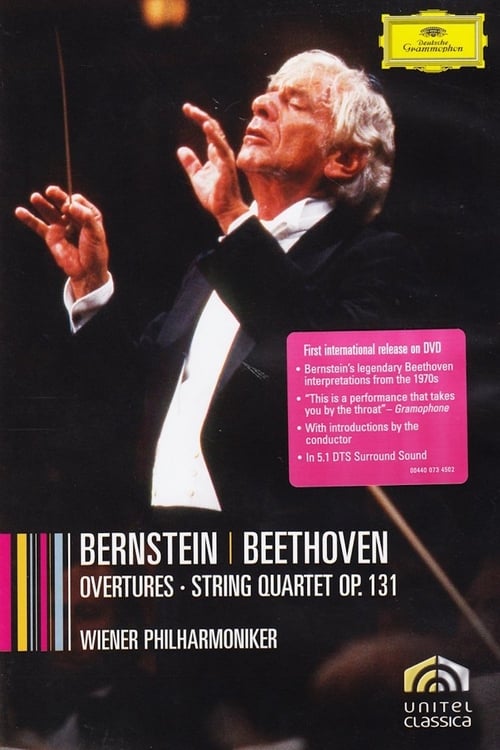 Deutsche
Grammophon
First international release on DVD
• Bernstein's legendary Beethoven
interpretations from the 1970s
• "This is a performance that takes
you by the throat" – Gramophone
• With introductions by the
conductor
• In 5.1 DTS Surround Sound
00440 073 4502
BERNSTEIN | BEETHOVEN
OVERTURES · STRING QUARTET OP. 131
WIENER PHILHARMONIKER
UNITEL
CLASSICA